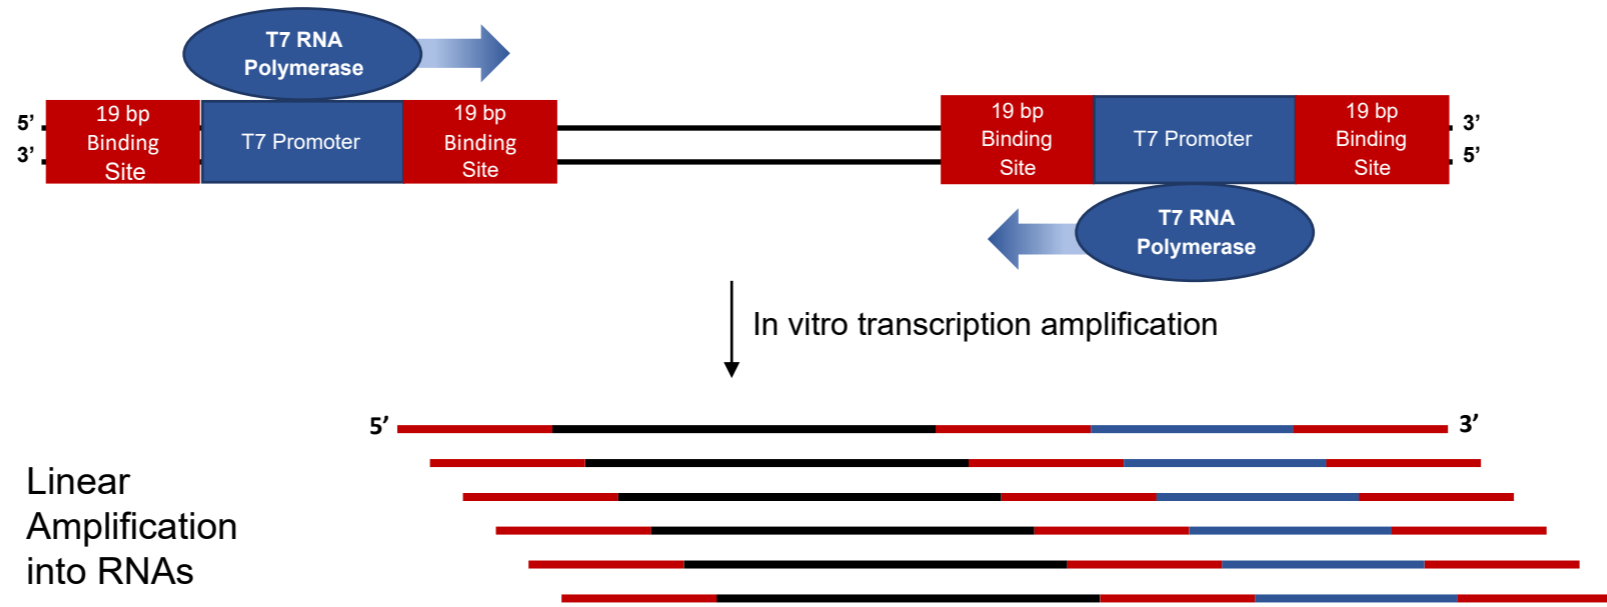 T7 RNA
Polymerase
5’
3’
19 bp
Binding
Site
T7 Promoter
19 bp
Binding
Site
19 bp
Binding
Site
T7 Promoter
19 bp
Binding
Site
3’
5’
T7 RNA
Polymerase
In vitro transcription amplification
5’
3’
Linear
Amplification
into RNAs